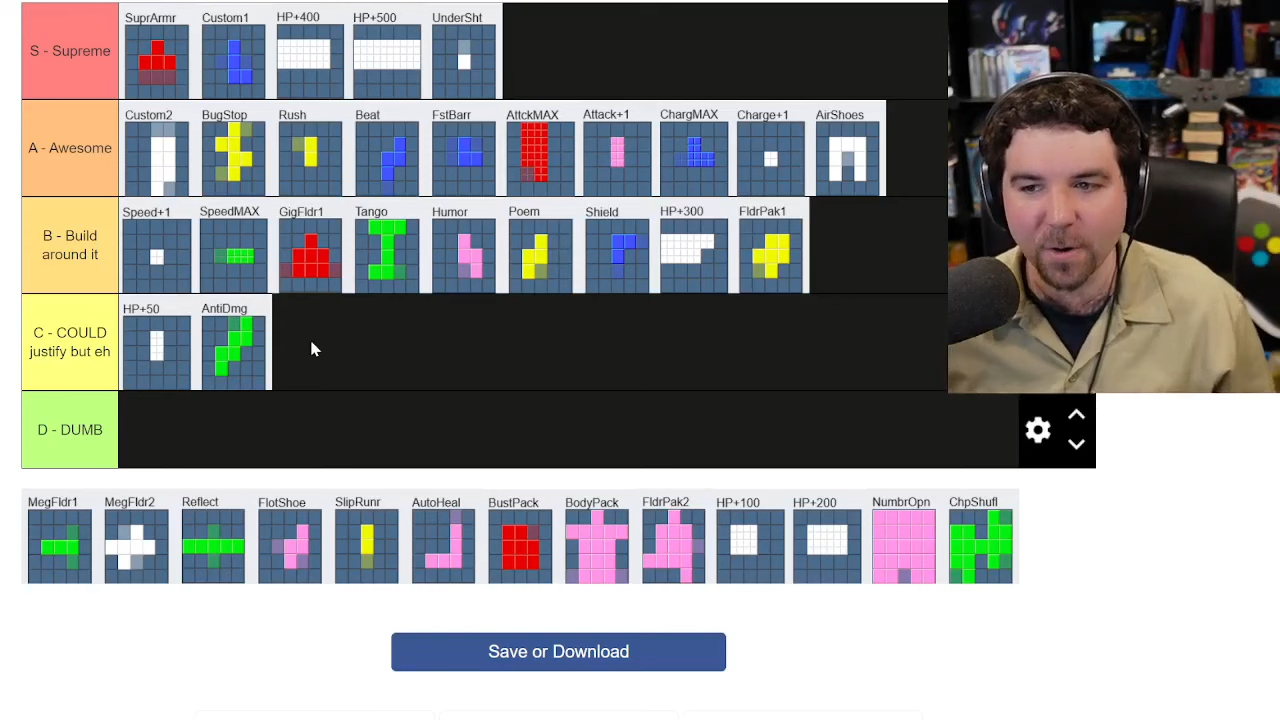 S - Supreme
SuprArmr Custom1 HP+400 HP+500 UnderSht
A - Awesome
Custom2 BugStop Rush Beat FstBarr AttckMAX Attack+1 ChargMAX Charge+1 AirShoes
B - Build
around it
Speed+1 SpeedMAX GigFldr1 Tango Humor Poem Shield HP+300 FldrPak1
C - COULD
justify but eh
HP+50 AntiDmg
D - DUMB
MegFldr1 MegFldr2 Reflect FlotShoe SlipRunr AutoHeal BustPack BodyPack FldrPak2 HP+100 HP+200 NumbrOpn ChpShufl
Save or Download